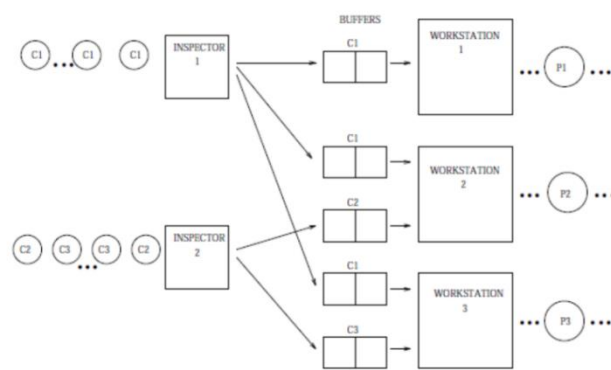 BUFFERS
C1 C1 C1
INSPECTOR
1
C1
WORKSTATION
1
P1
C1
WORKSTATION
2
C2
P2
C2 C3 C3 C2
INSPECTOR
2
C1
WORKSTATION
3
C3
P3